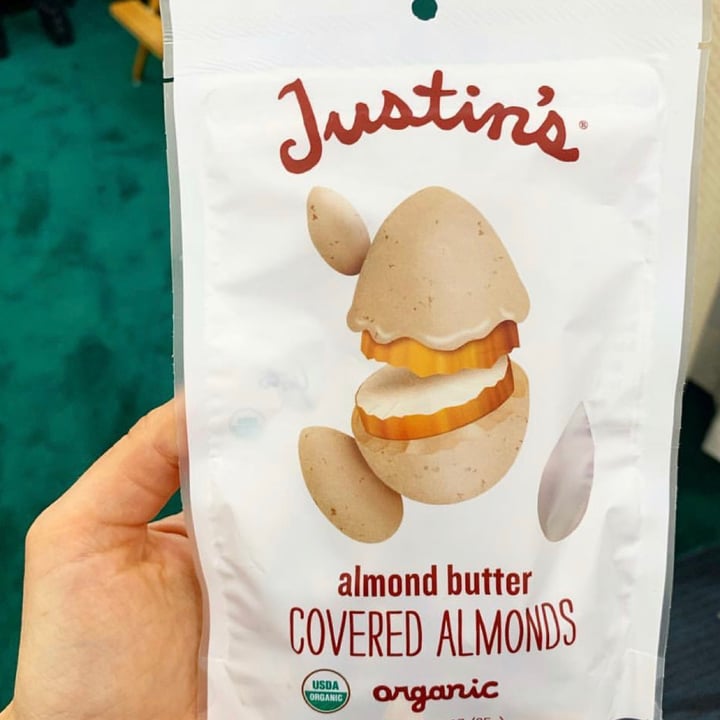 Justin's®
almond butter
COVERED ALMONDS
USDA
ORGANIC
organic